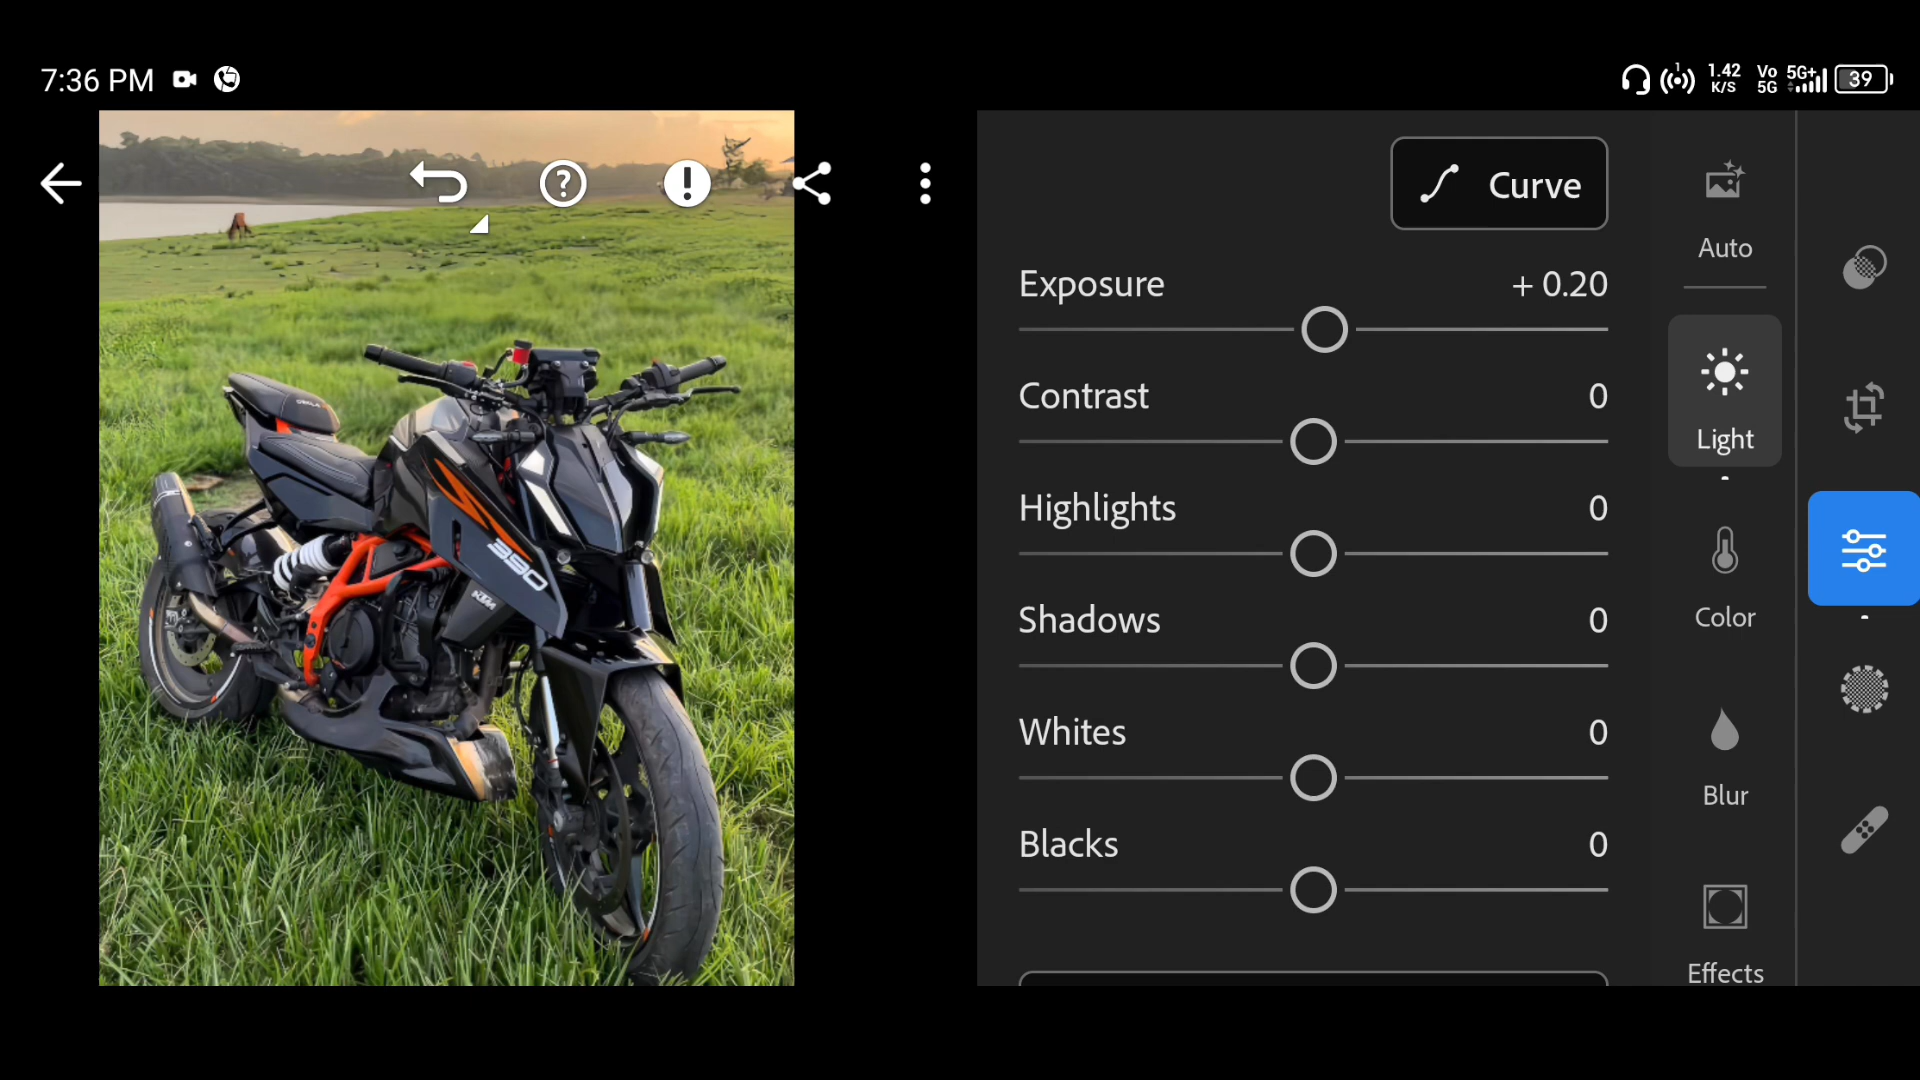 7:36 PM
1.42 K/S
Vo 5G
5G+
39
Curve
Auto
Exposure + 0.20
Contrast 0
Light
Highlights 0
Shadows 0
Color
Whites 0
Blur
Blacks 0
Effects
390
KTM